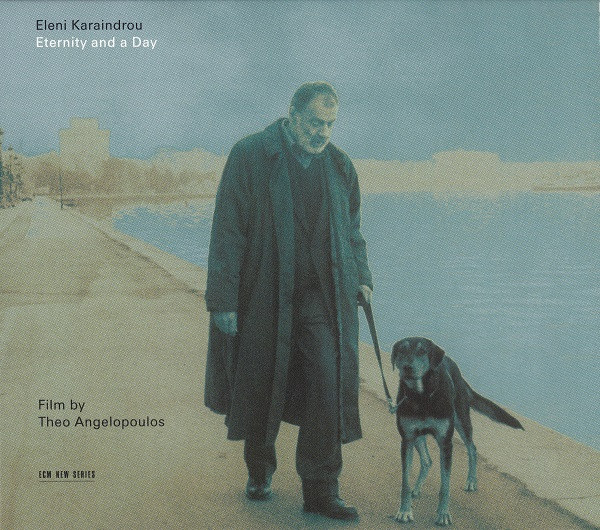 Eleni Karaindrou
Eternity and a Day
Film by
Theo Angelopoulos
ECM NEW SERIES